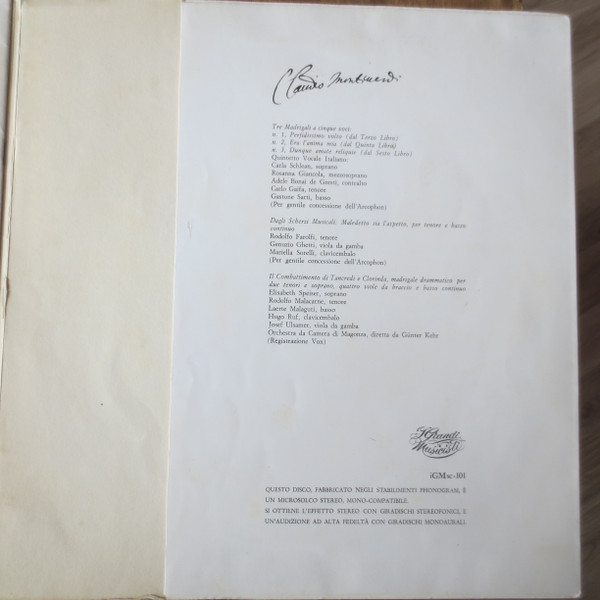 Claudio Monteverdi
Tre Madrigali a cinque voci:
n. 1, Perfidissimo volto (dal Terzo Libro)
n. 2, Era l'anima mia (dal Quinto Libro)
n. 3, Dunque amate reliquie (dal Sesto Libro)
Quintetto Vocale Italiano:
Carla Schlean, soprano
Rosanna Giancola, mezzosoprano
Adele Bonai de Gaspri, contralto
Carlo Gaifa, tenore
Gastone Sarti, basso
(Per gentile concessione dell'Arcophon)
Dagli Scherzi Musicali: Maledetto sia l'aspetto, per tenore e basso
continuo
Rodolfo Farolfi, tenore
Genuzio Ghetti, viola da gamba
Mariella Sorelli, clavicembalo
(Per gentile concessione dell'Arcophon)
Il Combattimento di Tancredi e Clorinda, madrigale drammatico per
due tenori e soprano, quattro viole da braccio e basso continuo
Elisabeth Speiser, soprano
Rodolfo Malacarne, tenore
Laerte Malaguti, basso
Hugo Ruf, clavicembalo
Josef Ulsamer, viola da gamba
Orchestra da Camera di Magonza, diretta da Günter Kehr
(Registrazione Vox)
I Grandi
Musicisti
iGMsc-101
QUESTO DISCO, FABBRICATO NEGLI STABILIMENTI PHONOGRAM, È
UN MICROSOLCO STEREO, MONO-COMPATIBILE.
SI OTTIENE L'EFFETTO STEREO CON GIRADISCHI STEREOFONICI, E
UN'AUDIZIONE AD ALTA FEDELTÀ CON GIRADISCHI MONOAURALI.